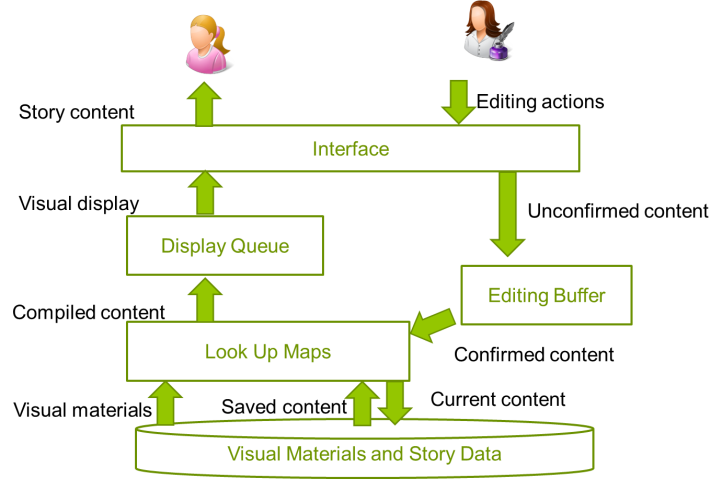 Story content
Editing actions
Interface
Visual display
Unconfirmed content
Display Queue
Editing Buffer
Compiled content
Look Up Maps
Confirmed content
Visual materials
Saved content
Current content
Visual Materials and Story Data